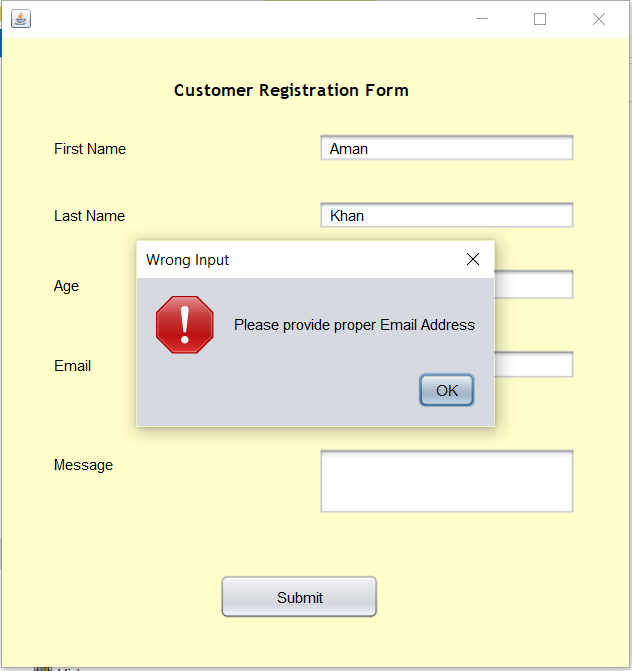 Customer Registration Form
First Name
Aman
Last Name
Khan
Wrong Input
Age
Please provide proper Email Address
Email
OK
Message
Submit